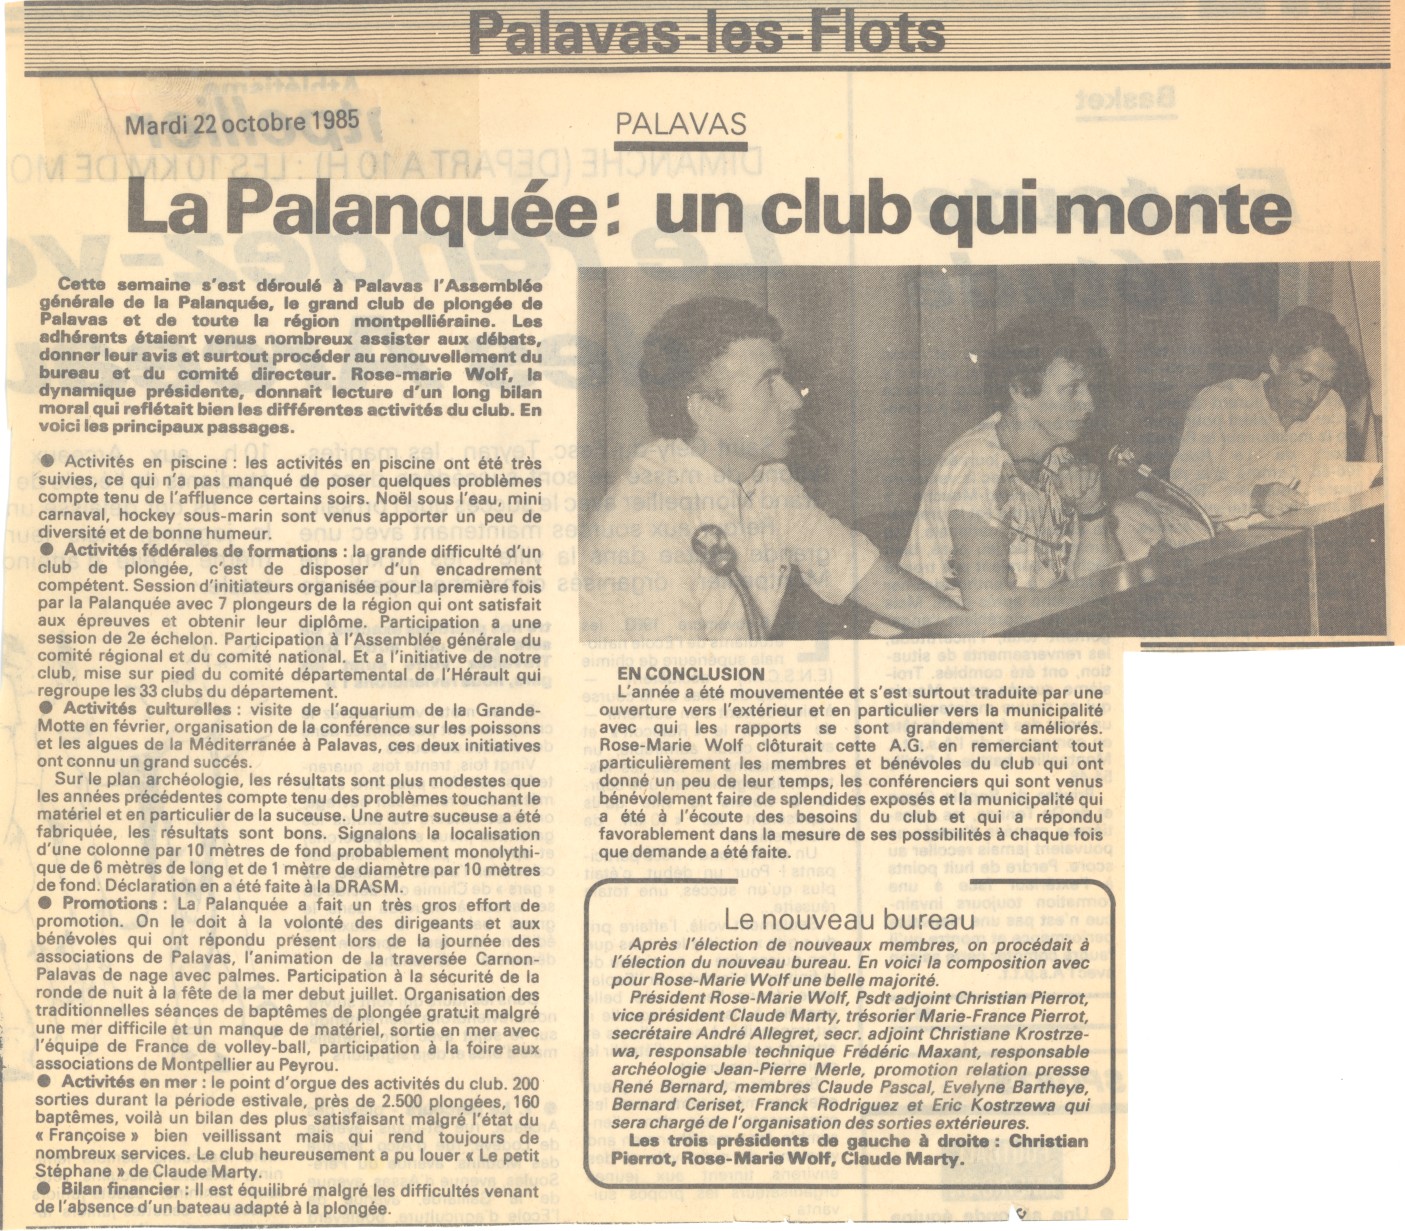 Palavas-les-Flots
Mardi 22 octobre 1985
PALAVAS
La Palanquée : un club qui monte
Cette semaine s'est déroulé à Palavas l'Assemblée
générale de la Palanquée, le grand club de plongée de
Palavas et de toute la région montpelliéraine. Les
adhérents étaient venus nombreux assister aux débats,
donner leur avis et surtout procéder au renouvellement du
bureau et du comité directeur. Rose-marie Wolf, la
dynamique présidente, donnait lecture d'un long bilan
moral qui reflétait bien les différentes activités du club. En
voici les principaux passages.
● Activités en piscine : les activités en piscine ont été très
suivies, ce qui n'a pas manqué de poser quelques problèmes
compte tenu de l'affluence certains soirs. Noël sous l'eau, mini
carnaval, hockey sous-marin sont venus apporter un peu de
diversité et de bonne humeur.
● Activités fédérales de formations : la grande difficulté d'un
club de plongée, c'est de disposer d'un encadrement
compétent. Session d'initiateurs organisée pour la première fois
par la Palanquée avec 7 plongeurs de la région qui ont satisfait
aux épreuves et obtenir leur diplôme. Participation a une
session de 2e échelon. Participation à l'Assemblée générale du
comité régional et du comité national. Et a l'initiative de notre
club, mise sur pied du comité départemental de l'Hérault qui
regroupe les 33 clubs du département.
● Activités culturelles : visite de l'aquarium de la Grande-
Motte en février, organisation de la conférence sur les poissons
et les algues de la Méditerranée à Palavas, ces deux initiatives
ont connu un grand succés.
Sur le plan archéologie, les résultats sont plus modestes que
les années précédentes compte tenu des problèmes touchant le
matériel et en particulier de la suceuse. Une autre suceuse a été
fabriquée, les résultats sont bons. Signalons la localisation
d'une colonne par 10 mètres de fond probablement monolythi-
que de 6 mètres de long et de 1 mètre de diamètre par 10 mètres
de fond. Déclaration en a été faite à la DRASM.
● Promotions : La Palanquée a fait un très gros effort de
promotion. On le doit à la volonté des dirigeants et aux
bénévoles qui ont répondu présent lors de la journée des
associations de Palavas, l'animation de la traversée Carnon-
Palavas de nage avec palmes. Participation à la sécurité de la
ronde de nuit à la fête de la mer debut juillet. Organisation des
traditionnelles séances de baptêmes de plongée gratuit malgré
une mer difficile et un manque de matériel, sortie en mer avec
l'équipe de France de volley-ball, participation à la foire aux
associations de Montpellier au Peyrou.
● Activités en mer : le point d'orgue des activités du club. 200
sorties durant la période estivale, près de 2.500 plongées, 160
baptêmes, voilà un bilan des plus satisfaisant malgré l'état du
« Françoise » bien veillissant mais qui rend toujours de
nombreux services. Le club heureusement a pu louer « Le petit
Stéphane » de Claude Marty.
● Bilan financier : Il est équilibré malgré les difficultés venant
de l'absence d'un bateau adapté à la plongée.
EN CONCLUSION
L'année a été mouvementée et s'est surtout traduite par une
ouverture vers l'extérieur et en particulier vers la municipalité
avec qui les rapports se sont grandement améliorés.
Rose-Marie Wolf clôturait cette A.G. en remerciant tout
particulièrement les membres et bénévoles du club qui ont
donné un peu de leur temps, les conférenciers qui sont venus
bénévolement faire de splendides exposés et la municipalité qui
a été à l'écoute des besoins du club et qui a répondu
favorablement dans la mesure de ses possibilités à chaque fois
que demande a été faite.
Le nouveau bureau
Après l'élection de nouveaux membres, on procédait à
l'élection du nouveau bureau. En voici la composition avec
pour Rose-Marie Wolf une belle majorité.
Président Rose-Marie Wolf, Psdt adjoint Christian Pierrot,
vice président Claude Marty, trésorier Marie-France Pierrot,
secrétaire André Allegret, secr. adjoint Christiane Krostrze-
wa, responsable technique Frédéric Maxant, responsable
archéologie Jean-Pierre Merle, promotion relation presse
René Bernard, membres Claude Pascal, Evelyne Bartheye,
Bernard Ceriset, Franck Rodriguez et Eric Kostrzewa qui
sera chargé de l'organisation des sorties extérieures.
Les trois présidents de gauche à droite : Christian
Pierrot, Rose-Marie Wolf, Claude Marty.